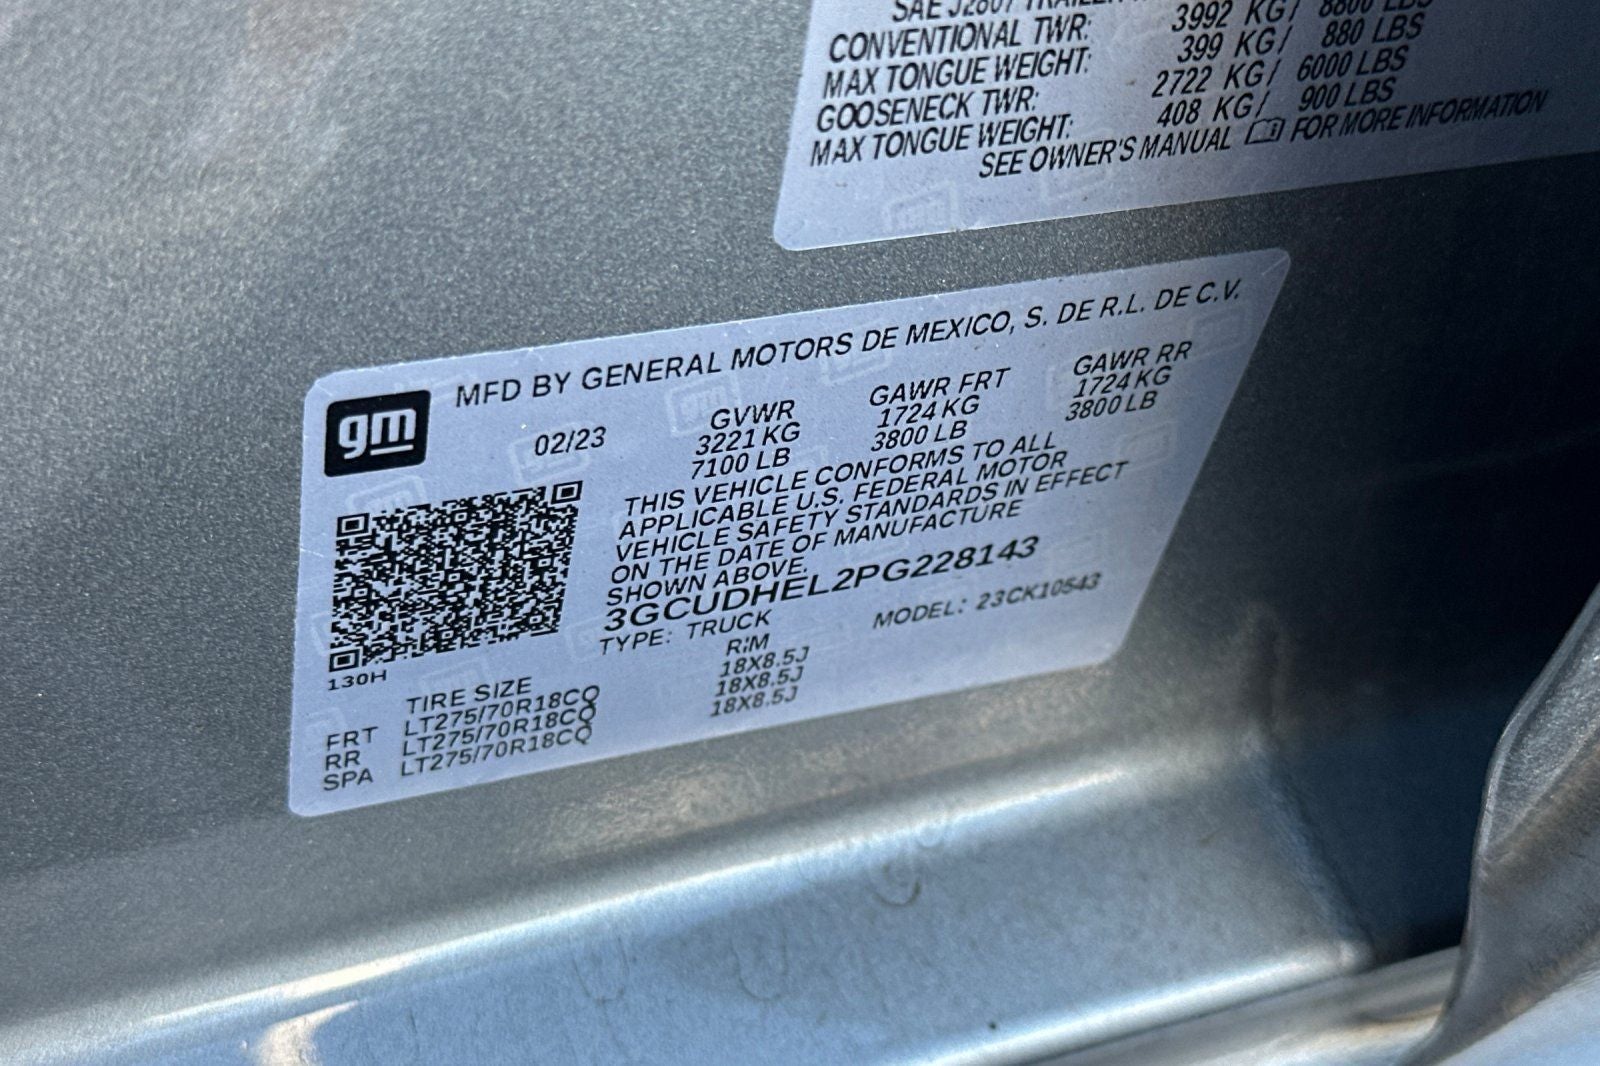 SAE J2807
CONVENTIONAL TWR: 3992 KG/ 8800 LBS
MAX TONGUE WEIGHT: 399 KG/ 880 LBS
GOOSENECK TWR: 2722 KG/ 6000 LBS
MAX TONGUE WEIGHT: 408 KG/ 900 LBS
SEE OWNER'S MANUAL FOR MORE INFORMATION
gm
MFD BY GENERAL MOTORS DE MEXICO, S. DE R.L. DE C.V.
02/23
GVWR GAWR FRT GAWR RR
3221 KG 1724 KG 1724 KG
7100 LB 3800 LB 3800 LB
THIS VEHICLE CONFORMS TO ALL
APPLICABLE U.S. FEDERAL MOTOR
VEHICLE SAFETY STANDARDS IN EFFECT
ON THE DATE OF MANUFACTURE
SHOWN ABOVE.
3GCUDHEL2PG228143
TYPE: TRUCK MODEL: 23CK10543
130H
TIRE SIZE RIM
FRT LT275/70R18CQ 18X8.5J
RR LT275/70R18CQ 18X8.5J
SPA LT275/70R18CQ 18X8.5J